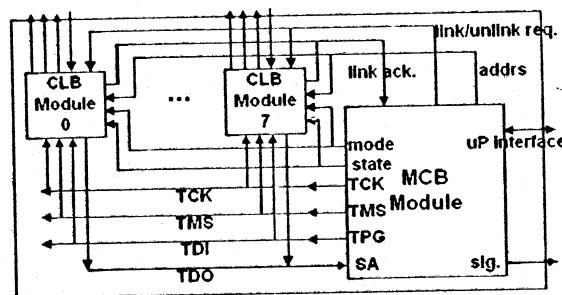 link/unlink req.
CLB
Module
0
...
CLB
Module
7
link ack.
addrs
mode
state
uP interface
TCK
TCK
MCB
Module
TMS
TMS
TDI
TPG
TDO
SA
sig.